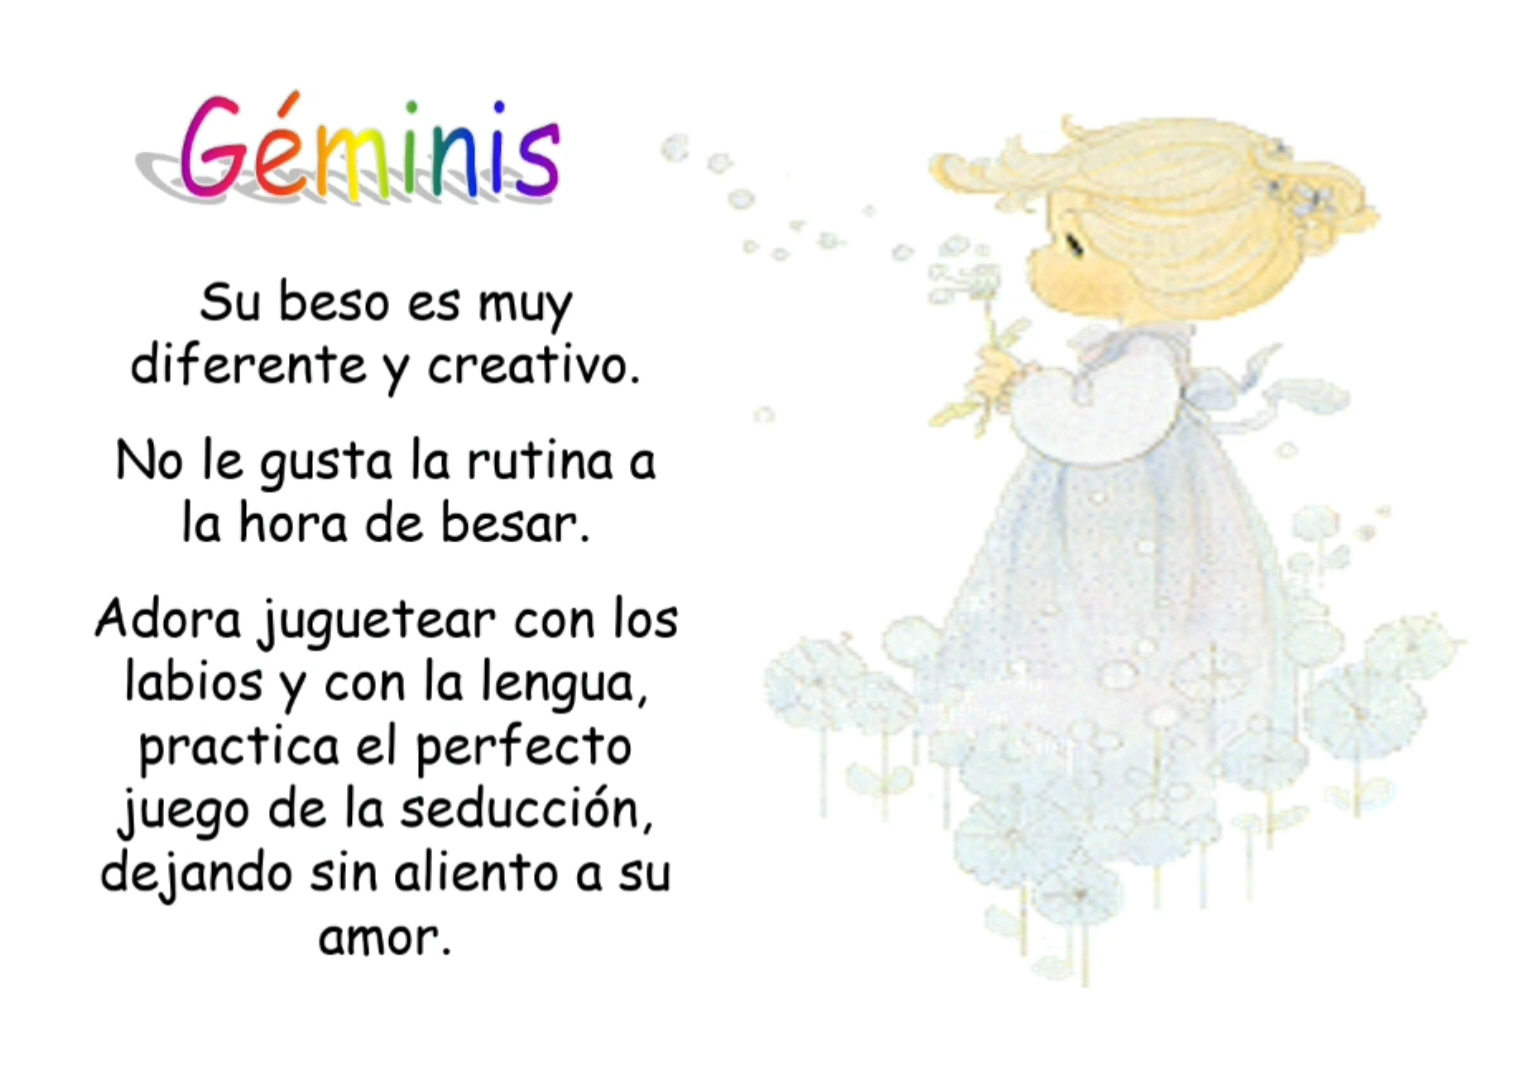 Géminis
Su beso es muy
diferente y creativo.
No le gusta la rutina a
la hora de besar.
Adora juguetear con los
labios y con la lengua,
practica el perfecto
juego de la seducción,
dejando sin aliento a su
amor.